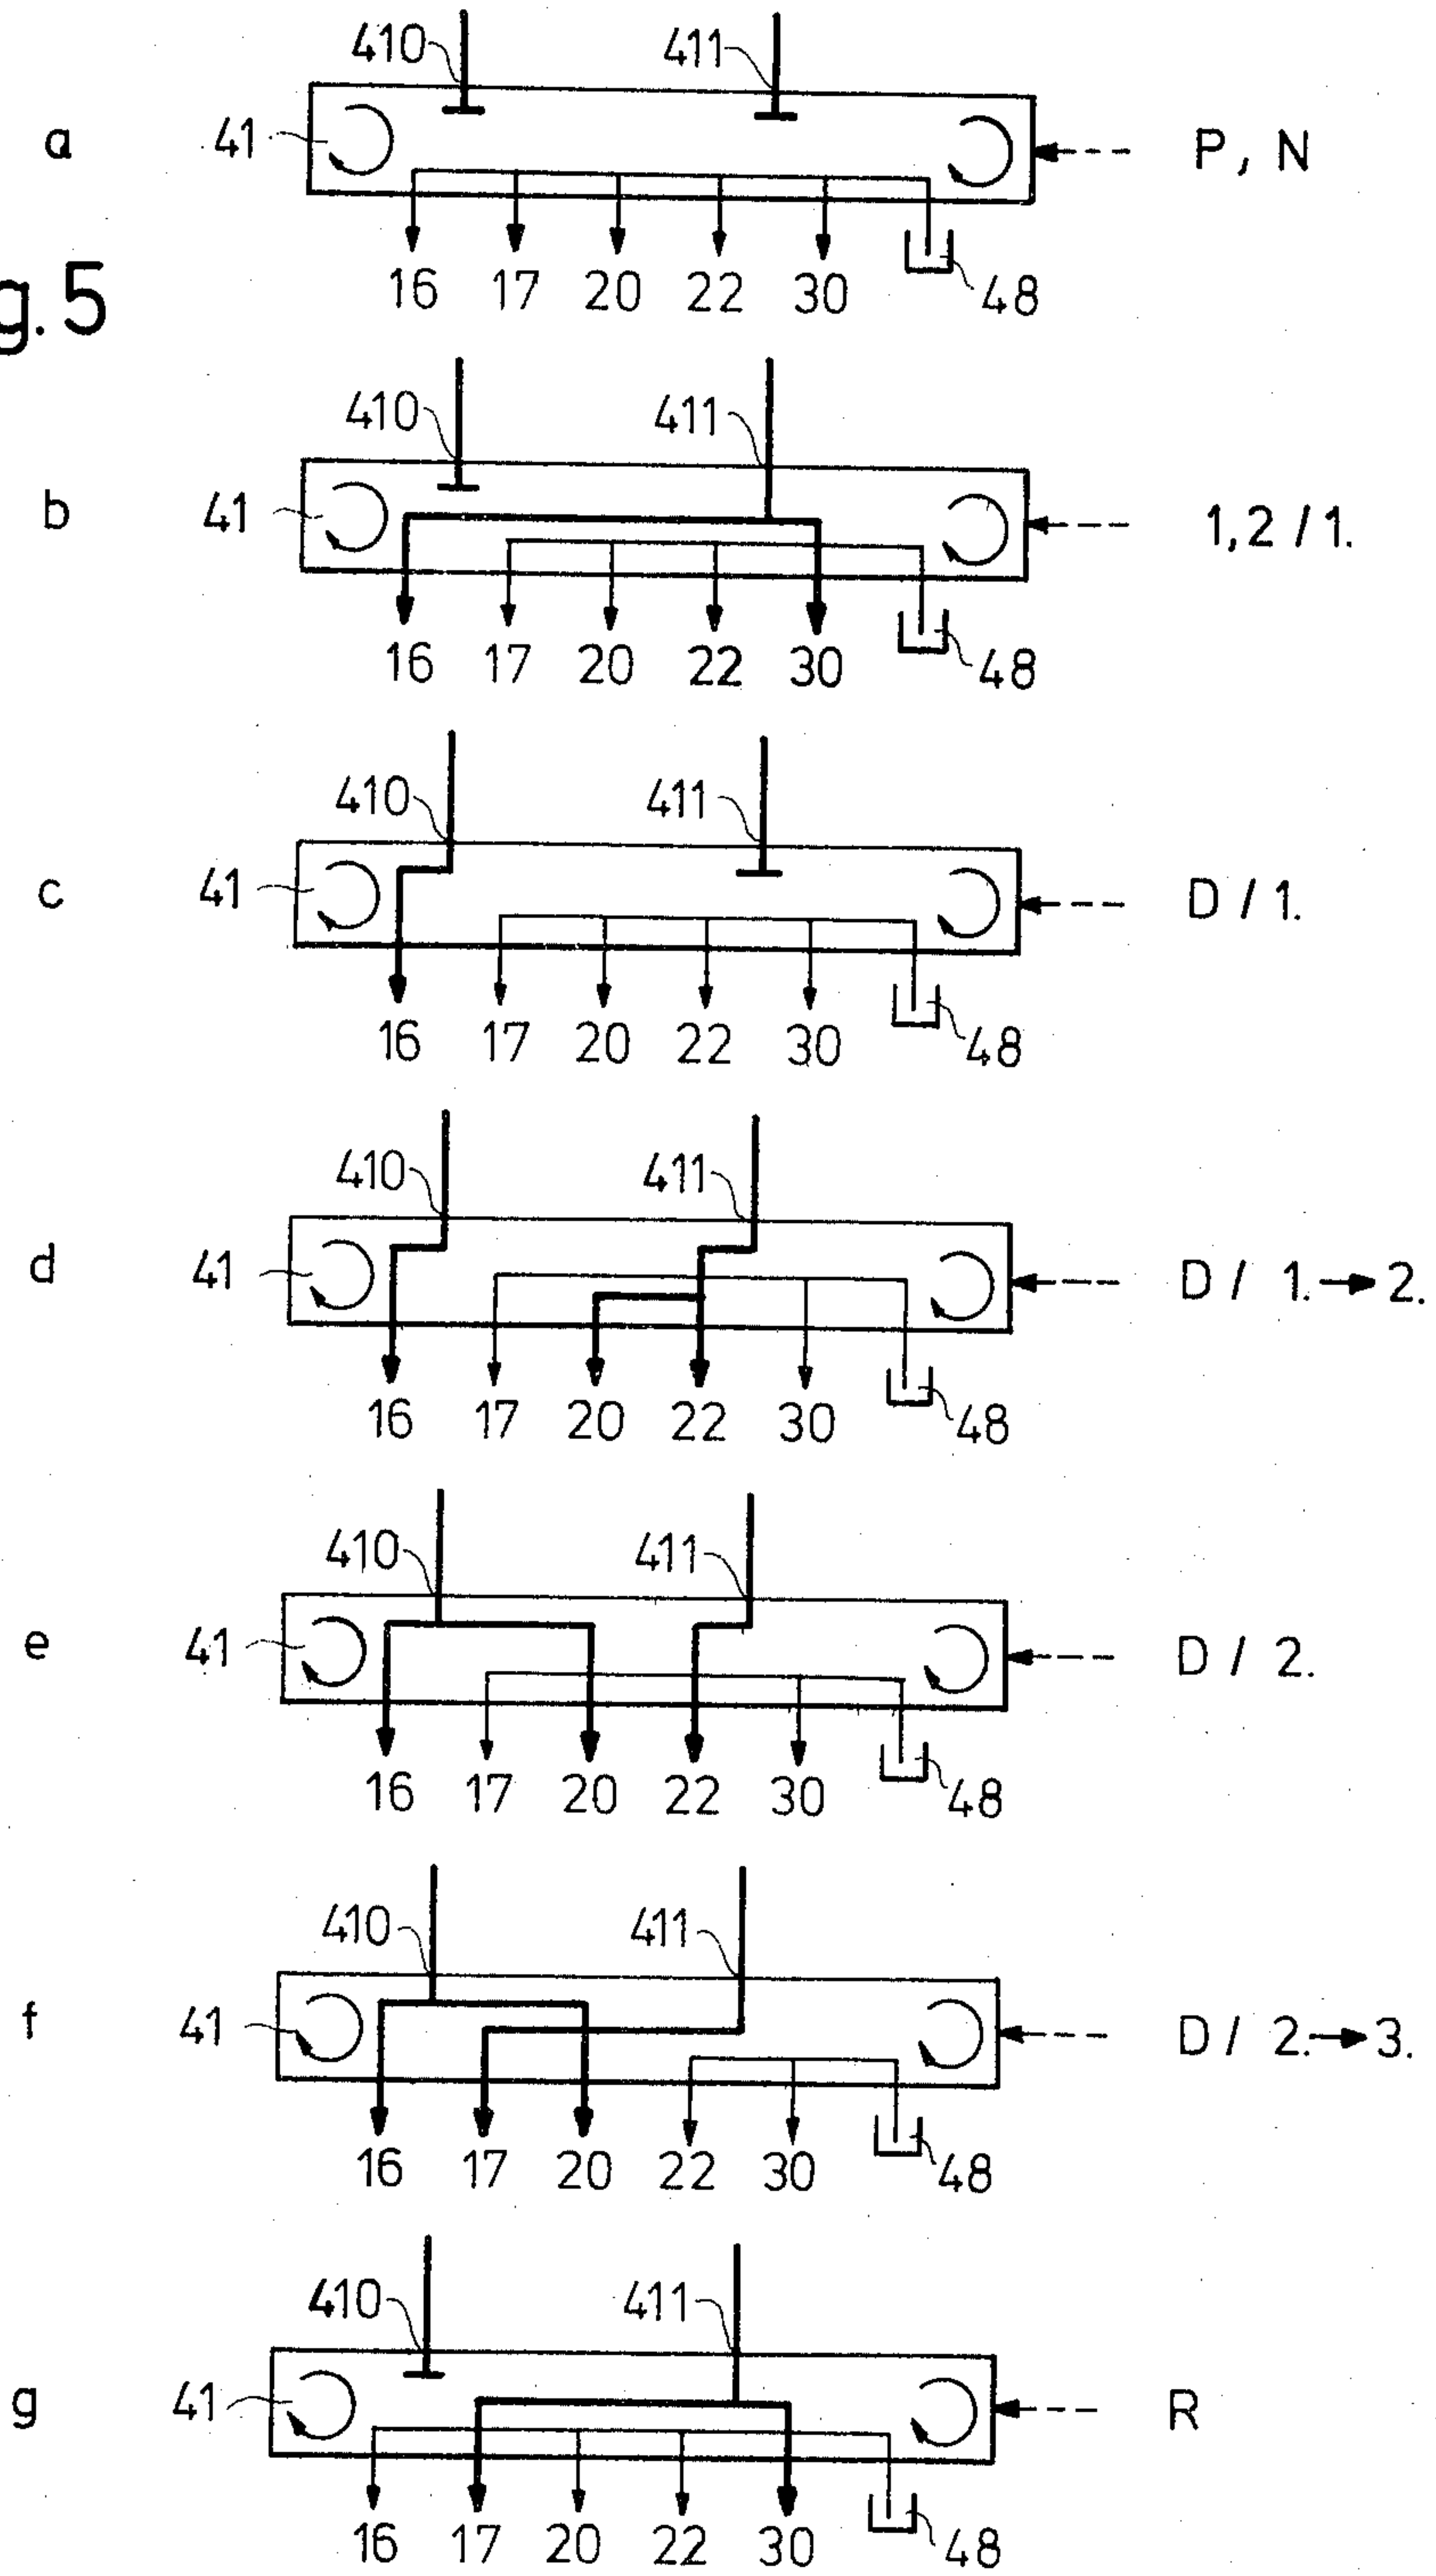 410 411
a 41 P, N
16 17 20 22 30 48
g. 5
410 411
b 41 1,2 / 1.
16 17 20 22 30 48
410 411
c 41 D / 1.
16 17 20 22 30 48
410 411
d 41 D / 1. → 2.
16 17 20 22 30 48
410 411
e 41 D / 2.
16 17 20 22 30 48
410 411
f 41 D / 2. → 3.
16 17 20 22 30 48
410 411
g 41 R
16 17 20 22 30 48